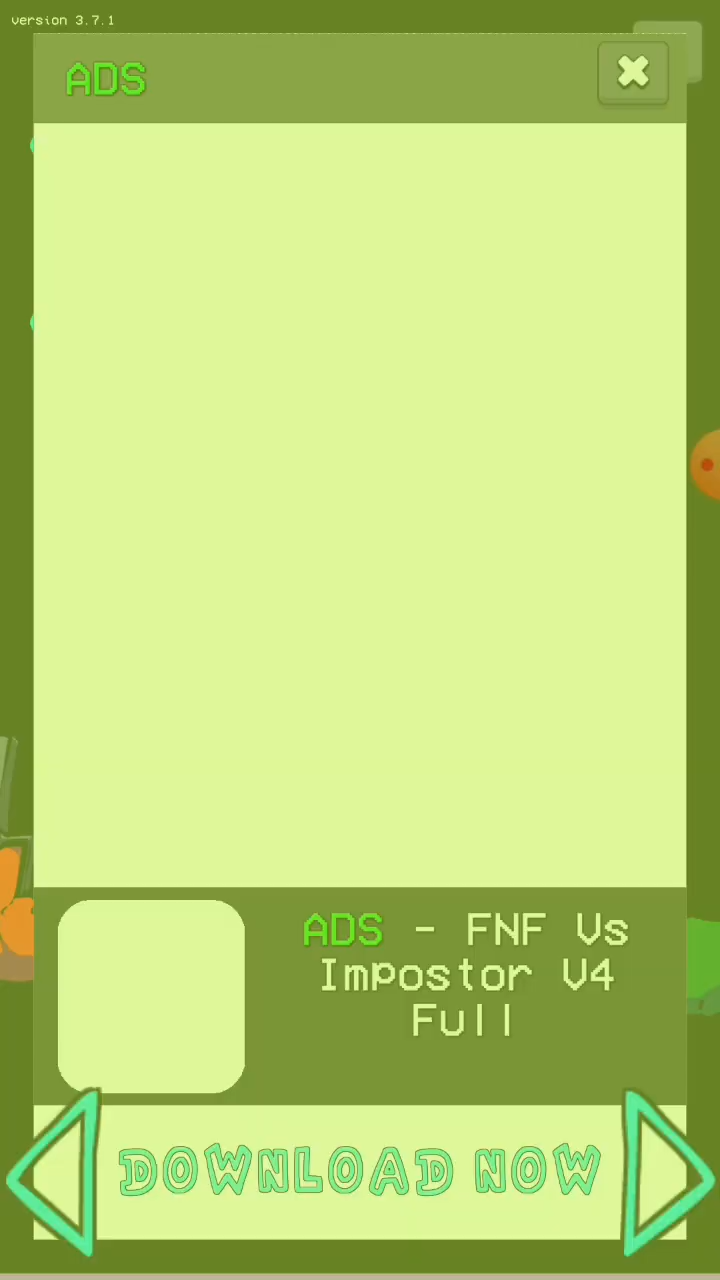 version 3.7.1
ADS
ADS - FNF Vs
Impostor V4
Full
DOWNLOAD NOW